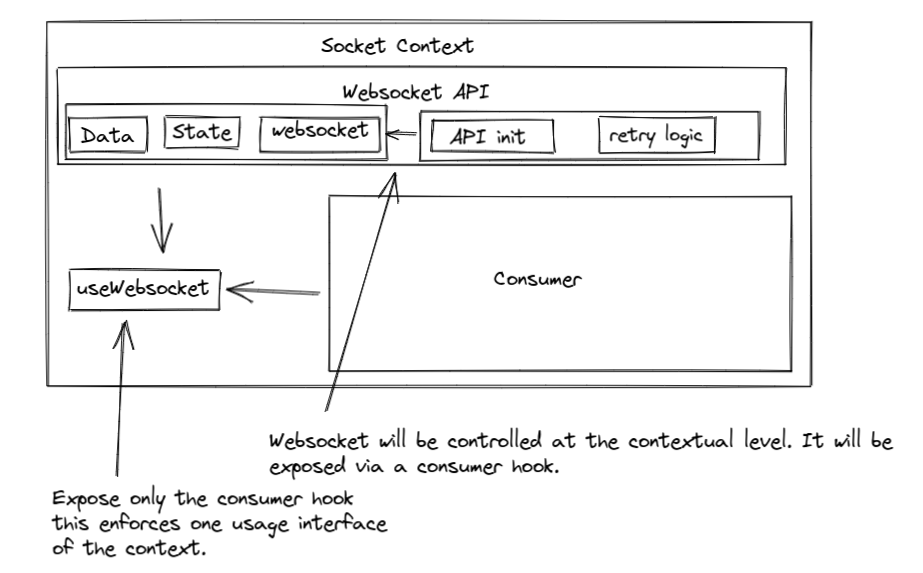 Socket Context
Websocket API
Data
State
websocket
API init
retry logic
useWebsocket
Consumer
Websocket will be controlled at the contextual level. It will be
exposed via a consumer hook.
Expose only the consumer hook
this enforces one usage interface
of the context.